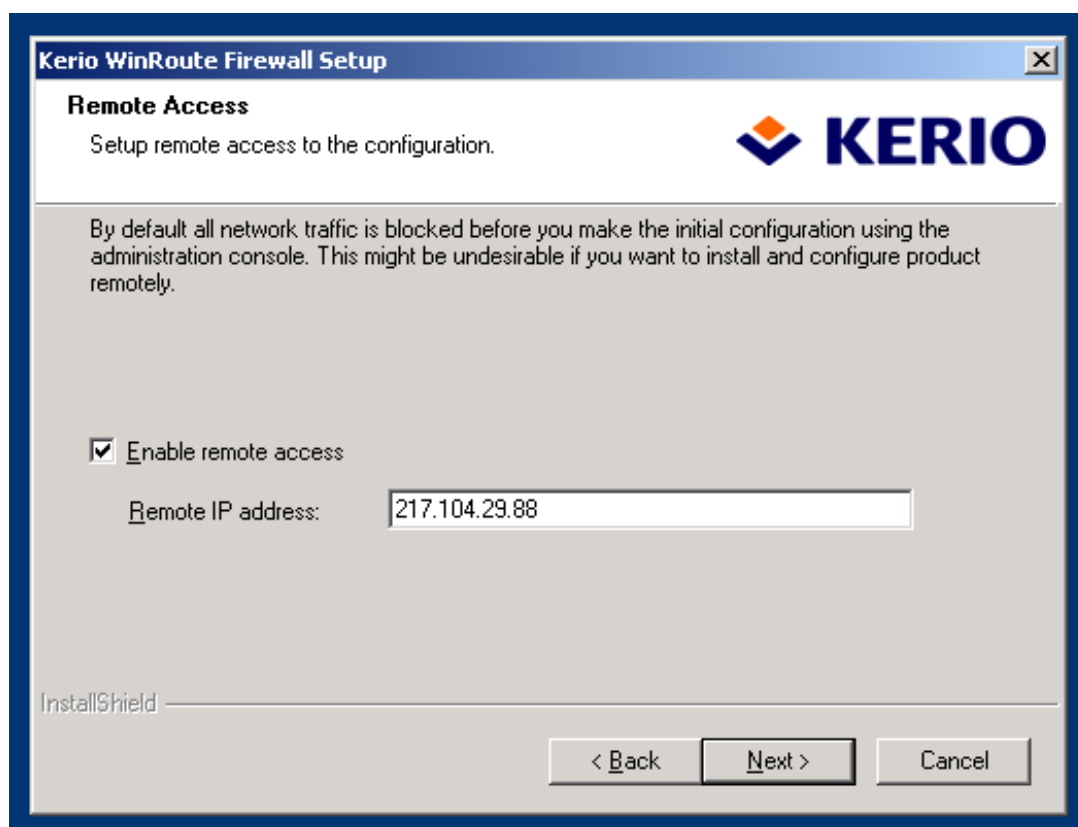 Kerio WinRoute Firewall Setup
Remote Access
Setup remote access to the configuration.
KERIO
By default all network traffic is blocked before you make the initial configuration using the
administration console. This might be undesirable if you want to install and configure product
remotely.
Enable remote access
Remote IP address: 217.104.29.88
InstallShield
< Back Next > Cancel